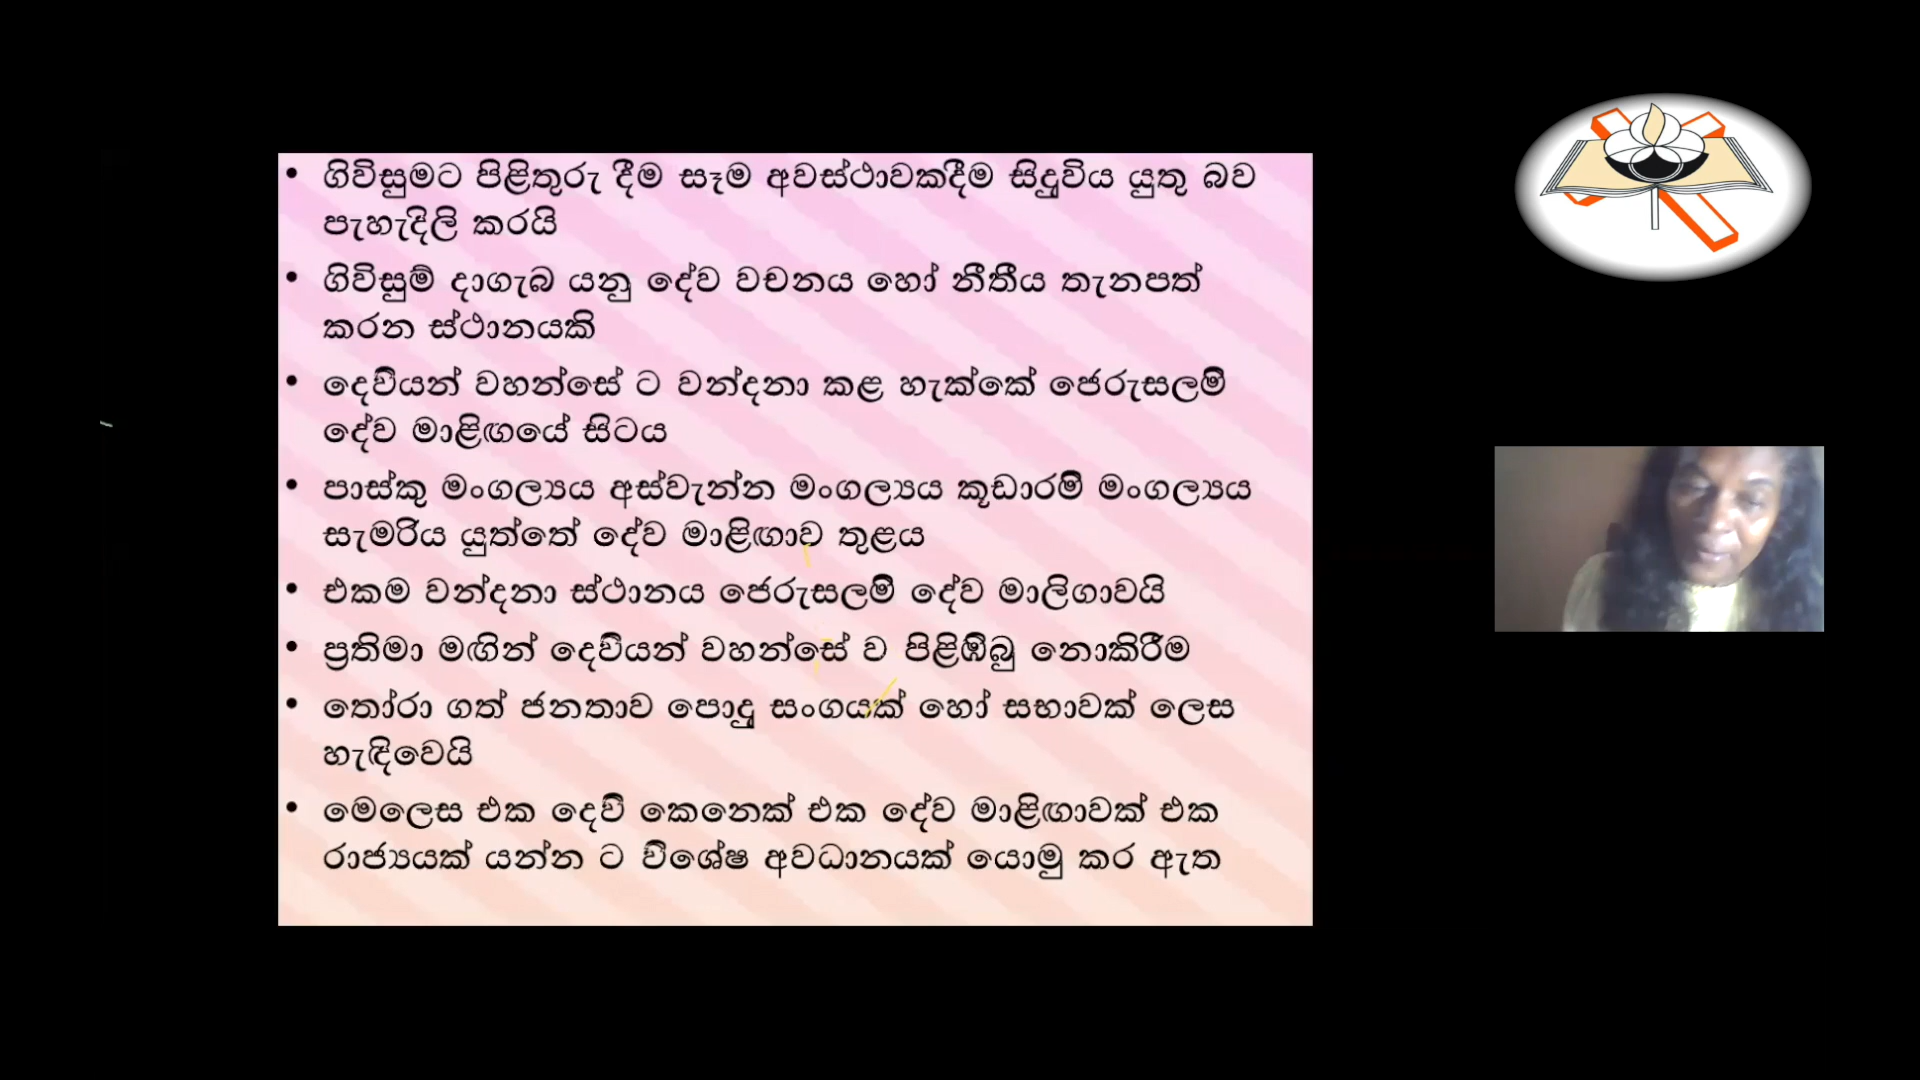 • ගිවිසුමට පිළිතුරු දීම සෑම අවස්ථාවකදීම සිදුවිය යුතු බව
පැහැදිලි කරයි
• ගිවිසුම් දාගැබ යනු දේව වචනය හෝ නීතීය තැනපත්
කරන ස්ථානයකි
• දෙවියන් වහන්සේ ට වන්දනා කළ හැක්කේ ජෙරුසලම්
දේව මාළිඟයේ සිටය
• පාස්කු මංගල්‍යය අස්වැන්න මංගල්‍යය කූඩාරම් මංගල්‍යය
සැමරිය යුත්තේ දේව මාළිඟාව තුළය
• එකම වන්දනා ස්ථානය ජෙරුසලම් දේව මාලිගාවයි
• ප්‍රතිමා මඟින් දෙවියන් වහන්සේ ව පිළිඹිබු නොකිරීම
• තෝරා ගත් ජනතාව පොදු සංගයක් හෝ සභාවක් ලෙස
හැඳිවෙයි
• මෙලෙස එක දෙවි කෙනෙක් එක දේව මාළිඟාවක් එක
රාජ්‍යයක් යන්න ට විශේෂ අවධානයක් යොමු කර ඇත